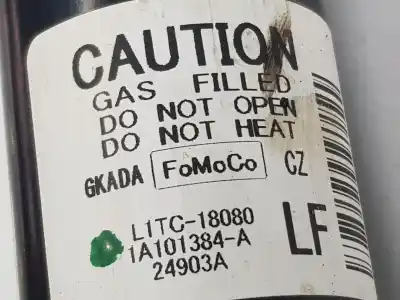 CAUTION
GAS FILLED
DO NOT OPEN
DO NOT HEAT
GKADA FoMoCo CZ
L1TC-18080
1A101384-A LF
24903A